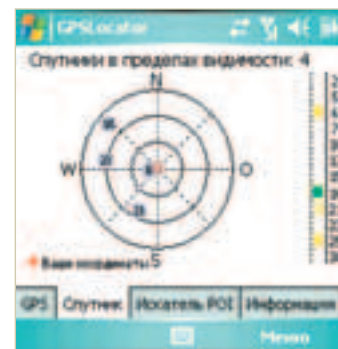 GPSLocator
Спутники в пределах видимости: 4
N
W
O
S
Ваши координаты
GPS Спутник Искатель POI Информация
Меню